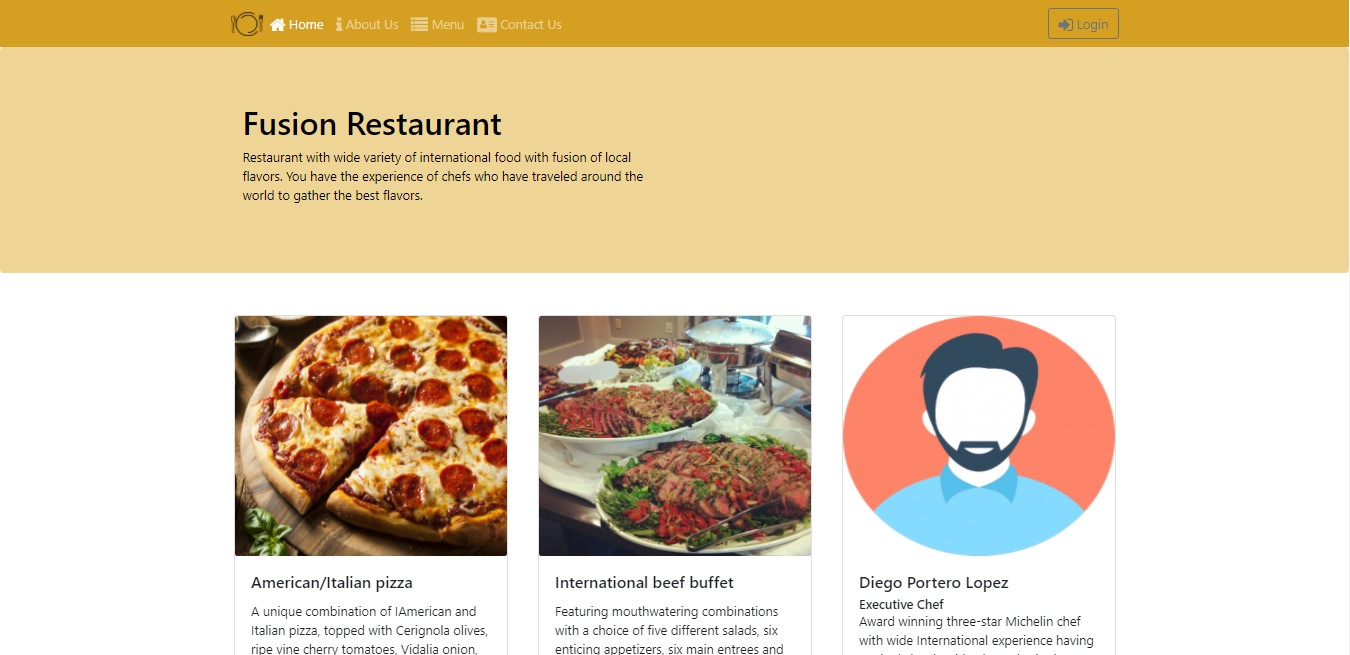 Home About Us Menu Contact Us Login
Fusion Restaurant
Restaurant with wide variety of international food with fusion of local
flavors. You have the experience of chefs who have traveled around the
world to gather the best flavors.
American/Italian pizza
A unique combination of IAmerican and
Italian pizza, topped with Cerignola olives,
ripe vine cherry tomatoes, Vidalia onion,
International beef buffet
Featuring mouthwatering combinations
with a choice of five different salads, six
enticing appetizers, six main entrees and
Diego Portero Lopez
Executive Chef
Award winning three-star Michelin chef
with wide International experience having